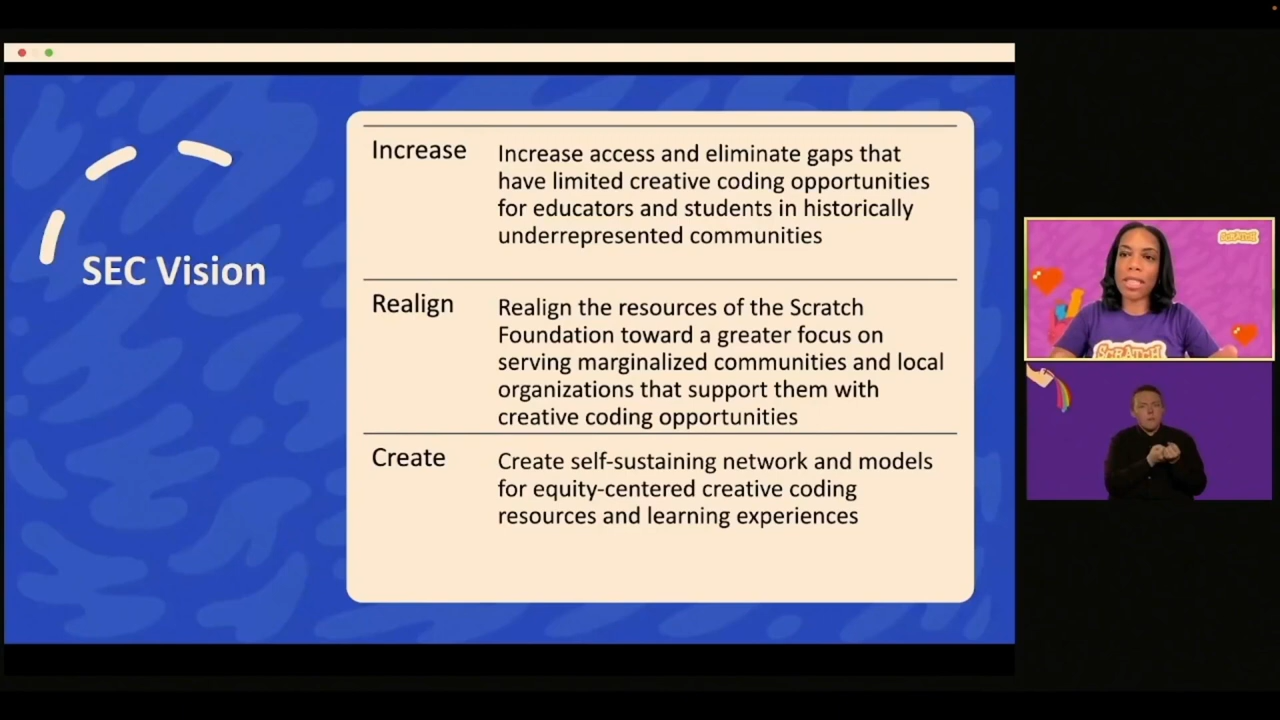 SEC Vision
Increase
Increase access and eliminate gaps that
have limited creative coding opportunities
for educators and students in historically
underrepresented communities
Realign
Realign the resources of the Scratch
Foundation toward a greater focus on
serving marginalized communities and local
organizations that support them with
creative coding opportunities
Create
Create self-sustaining network and models
for equity-centered creative coding
resources and learning experiences
SCRATCH
SCRATCH